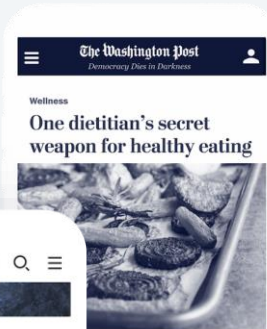 The Washington Post
Democracy Dies in Darkness
Wellness
One dietitian’s secret
weapon for healthy eating